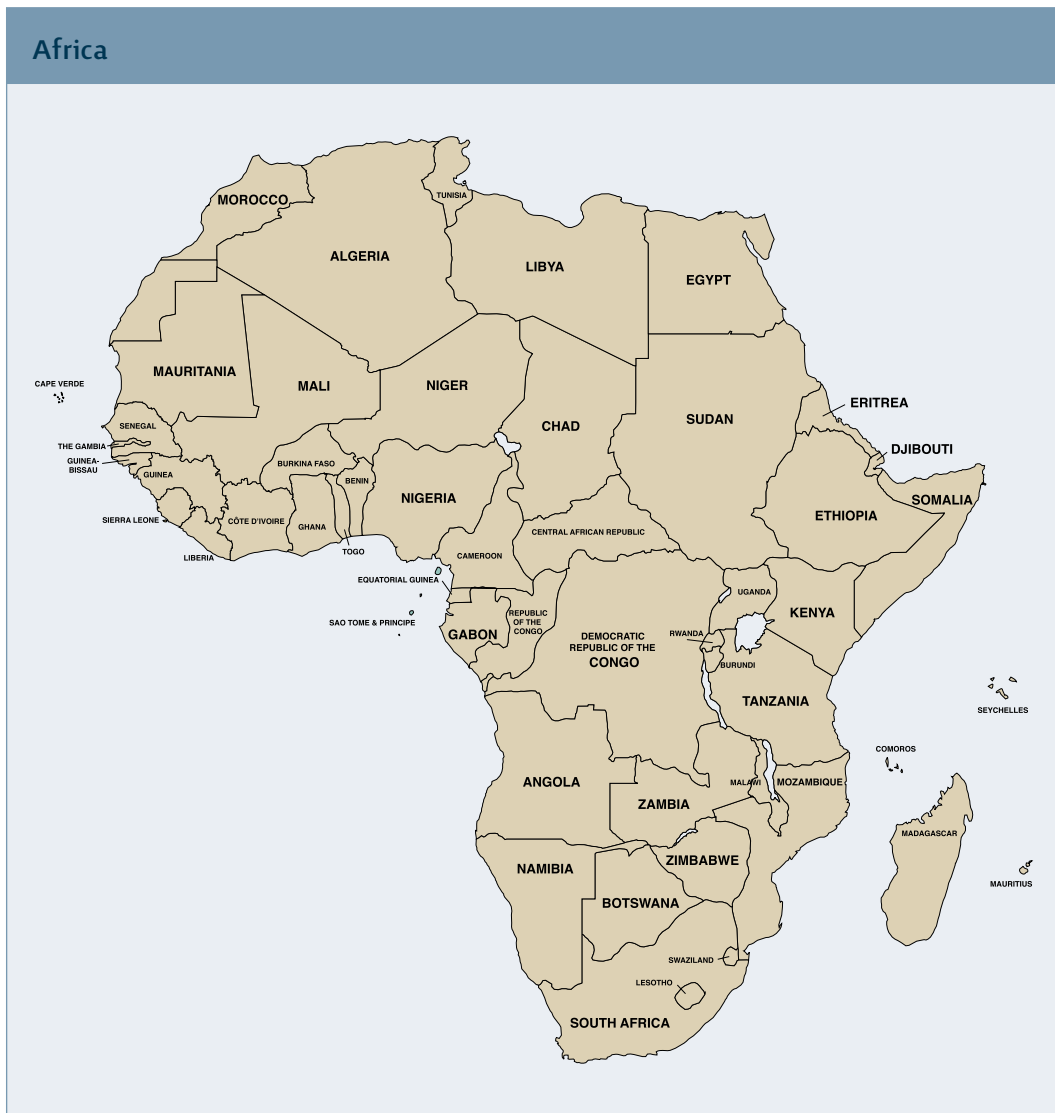 Africa
MOROCCO
TUNISIA
ALGERIA
LIBYA
EGYPT
MAURITANIA
MALI
NIGER
CHAD
SUDAN
ERITREA
CAPE VERDE
SENEGAL
THE GAMBIA
GUINEA-
BISSAU
GUINEA
BURKINA FASO
BENIN
NIGERIA
DJIBOUTI
SOMALIA
ETHIOPIA
SIERRA LEONE
CÔTE D'IVOIRE
GHANA
CENTRAL AFRICAN REPUBLIC
LIBERIA
TOGO
CAMEROON
EQUATORIAL GUINEA
UGANDA
KENYA
SAO TOME & PRINCIPE
GABON
REPUBLIC
OF THE
CONGO
DEMOCRATIC
REPUBLIC OF THE
CONGO
RWANDA
BURUNDI
TANZANIA
SEYCHELLES
COMOROS
ANGOLA
ZAMBIA
MALAWI
MOZAMBIQUE
MADAGASCAR
MAURITIUS
NAMIBIA
ZIMBABWE
BOTSWANA
SWAZILAND
LESOTHO
SOUTH AFRICA